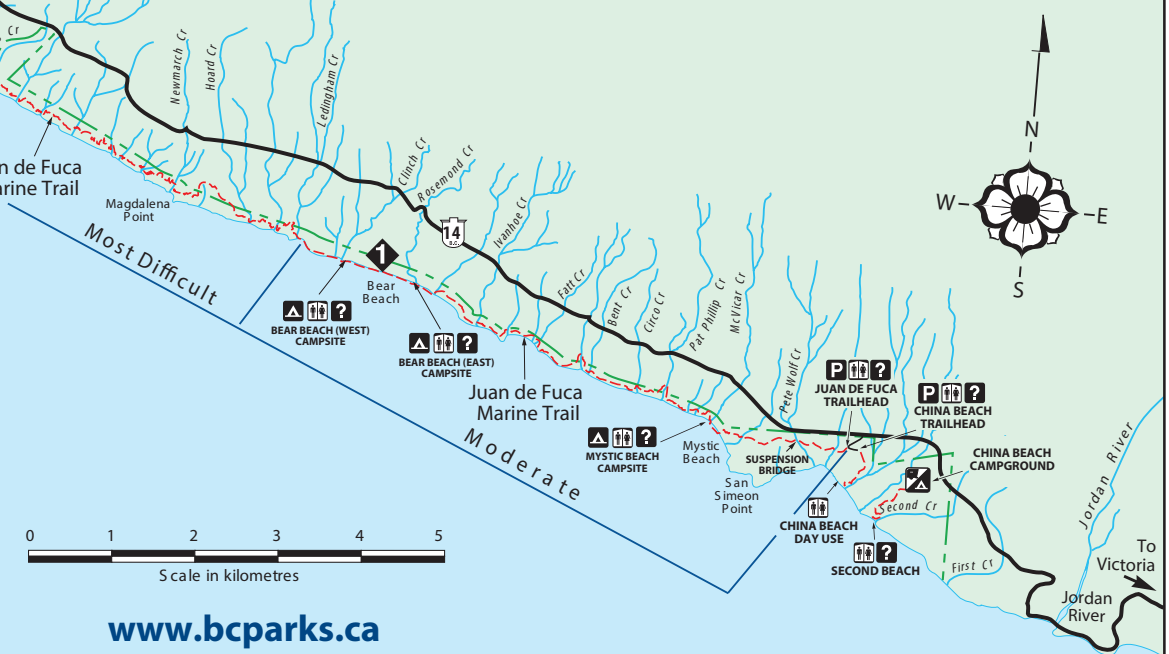 Cr
Newmarch Cr
Hoard Cr
Ledingham Cr
Clinch Cr
Rosemond Cr
Ivanhoe Cr
14
B.C.
Fatt Cr
Bent Cr
Circo Cr
Pat Phillip Cr
McVicar Cr
Pete Wolf Cr
N
W
E
S
n de Fuca
arine Trail
Magdalena
Point
Most Difficult
1
Bear
Beach
?
BEAR BEACH (WEST)
CAMPSITE
?
BEAR BEACH (EAST)
CAMPSITE
Juan de Fuca
Marine Trail
Moderate
?
MYSTIC BEACH
CAMPSITE
Mystic
Beach
San
Simeon
Point
SUSPENSION
BRIDGE
P ?
JUAN DE FUCA
TRAILHEAD
P ?
CHINA BEACH
TRAILHEAD
CHINA BEACH
CAMPGROUND
Second Cr
CHINA BEACH
DAY USE
?
SECOND BEACH
First Cr
Jordan River
To
Victoria
Jordan
River
0 1 2 3 4 5
Scale in kilometres
www.bcparks.ca